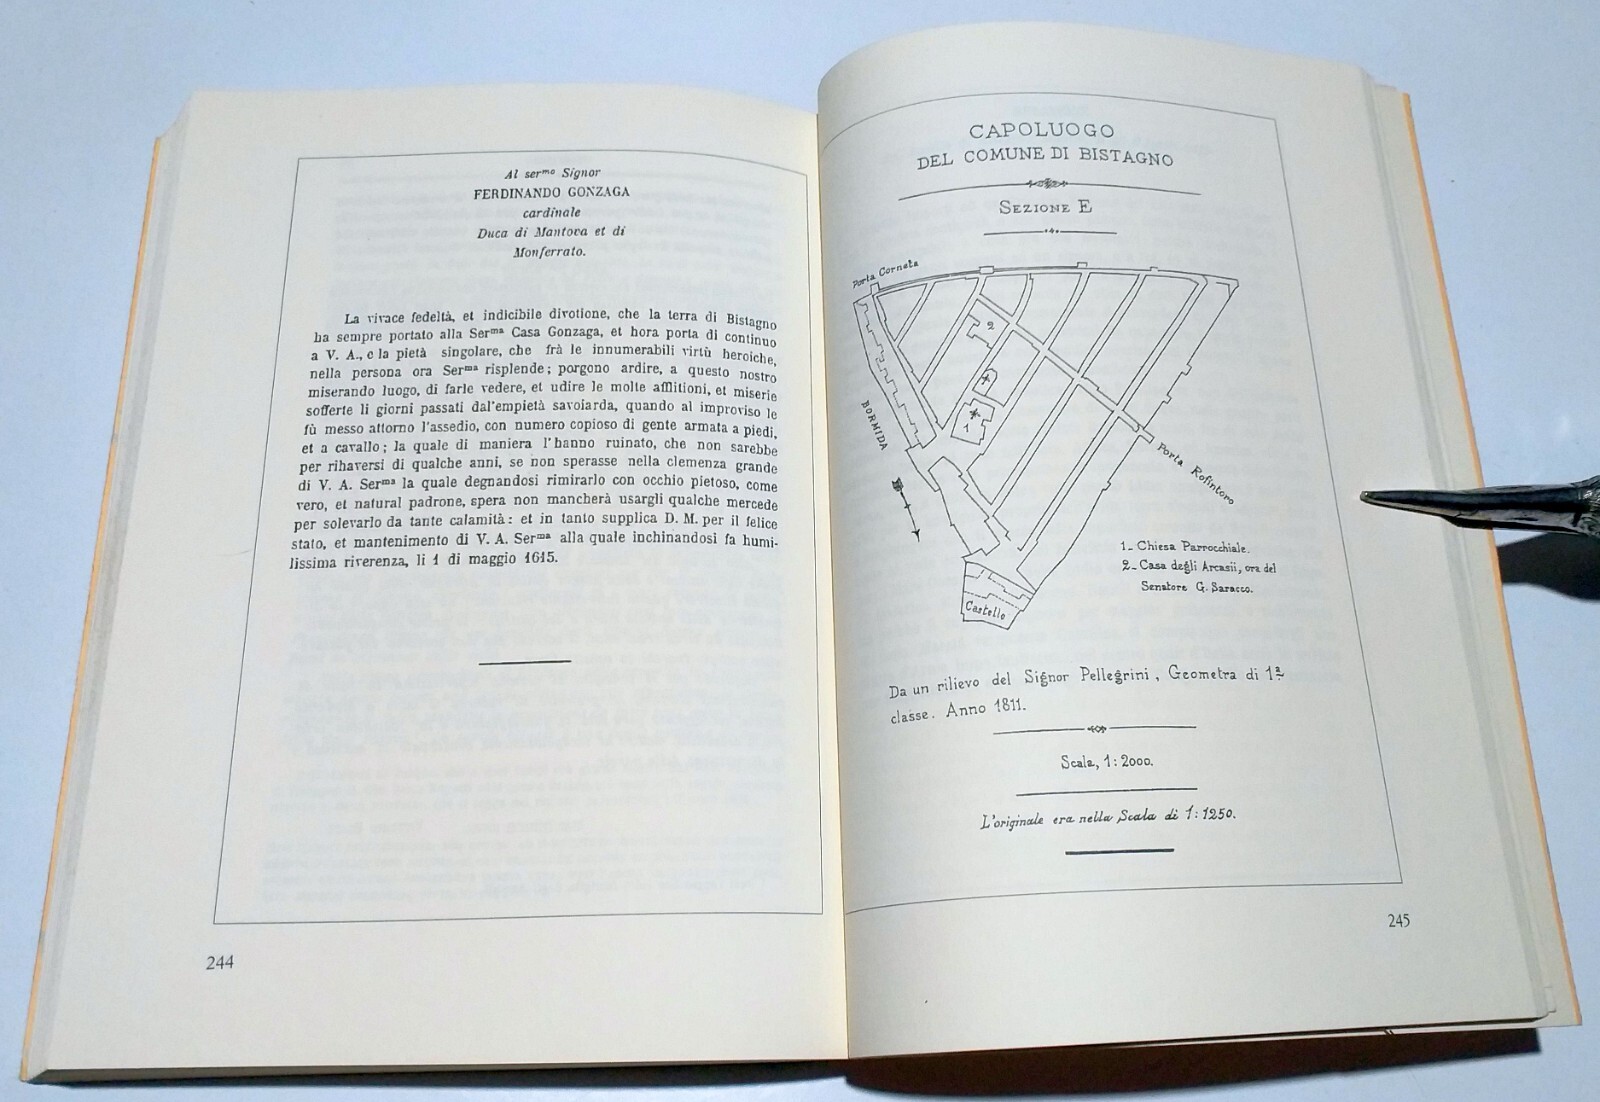 Al serᵐᵒ Signor
FERDINANDO GONZAGA
cardinale
Duca di Mantova et di
Monferrato.
La vivace fedeltà, et indicibile divotione, che la terra di Bistagno
ha sempre portato alla Serᵐᵃ Casa Gonzaga, et hora porta di continuo
a V. A., e la pietà singolare, che frà le innumerabili virtù heroiche,
nella persona ora Serᵐᵃ risplende; porgono ardire, a questo nostro
miserando luogo, di farle vedere, et udire le molte afflitioni, et miserie
sofferte li giorni passati dal'empietà savoiarda, quando al improviso le
fù messo attorno l'assedio, con numero copioso di gente armata a piedi,
et a cavallo; la quale di maniera l'hanno ruinato, che non sarebbe
per rihaversi di qualche anni, se non sperasse nella clemenza grande
di V. A. Serᵐᵃ la quale degnandosi rimirarlo con occhio pietoso, come
vero, et natural padrone, spera non mancherà usargli qualche mercede
per solevarlo da tante calamità: et in tanto supplica D. M. per il felice
stato, et mantenimento di V. A. Serᵐᵃ alla quale inchinandosi fa humi-
lissima riverenza, li 1 di maggio 1615.
244
CAPOLUOGO
DEL COMUNE DI BISTAGNO
SEZIONE E
Porta Corneta
2
BORMIDA
1
Porta Rofintoro
Castello
1_ Chiesa Parrocchiale.
2_ Casa degli Arcasii, ora del
Senatore G. Saracco.
Da un rilievo del Signor Pellegrini, Geometra di 1ª
classe. Anno 1811.
Scala, 1:2000.
L'originale era nella Scala di 1:1250.
245